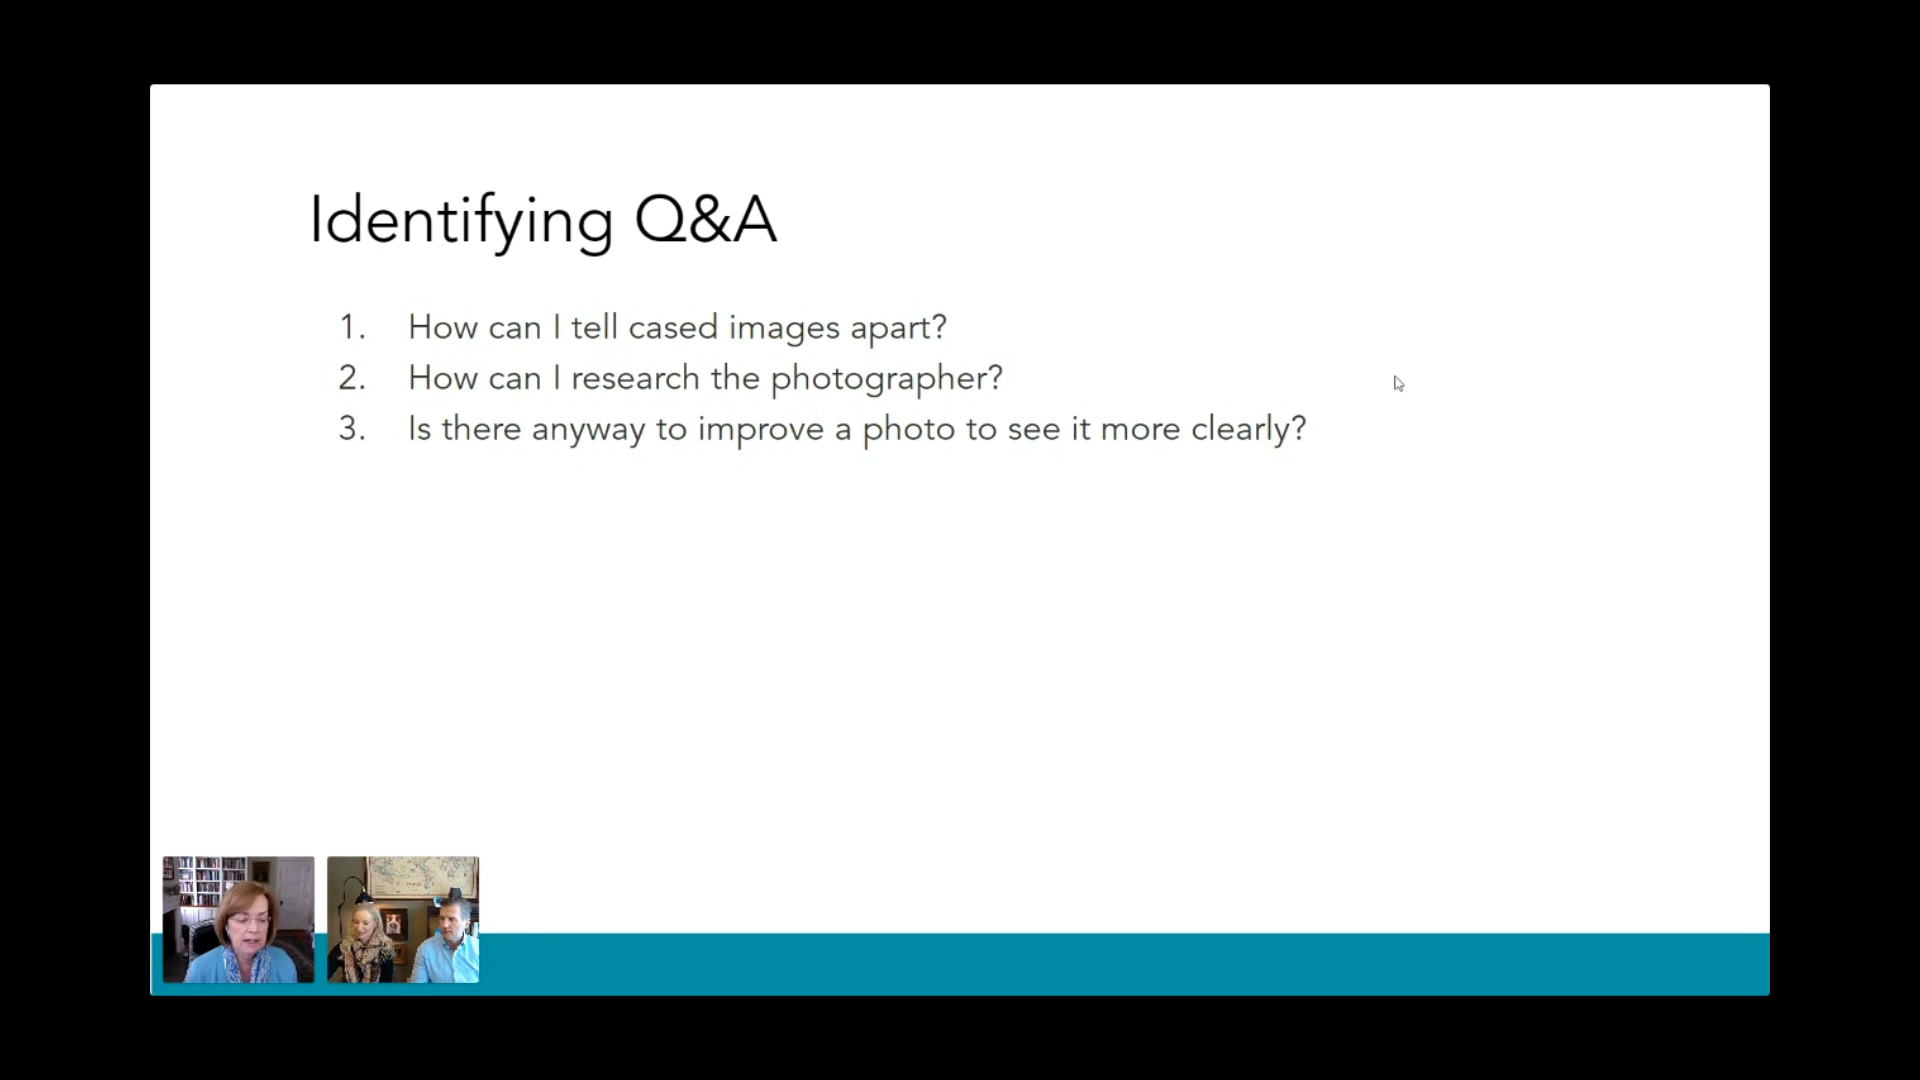 Identifying Q&A
1. How can I tell cased images apart?
2. How can I research the photographer?
3. Is there anyway to improve a photo to see it more clearly?